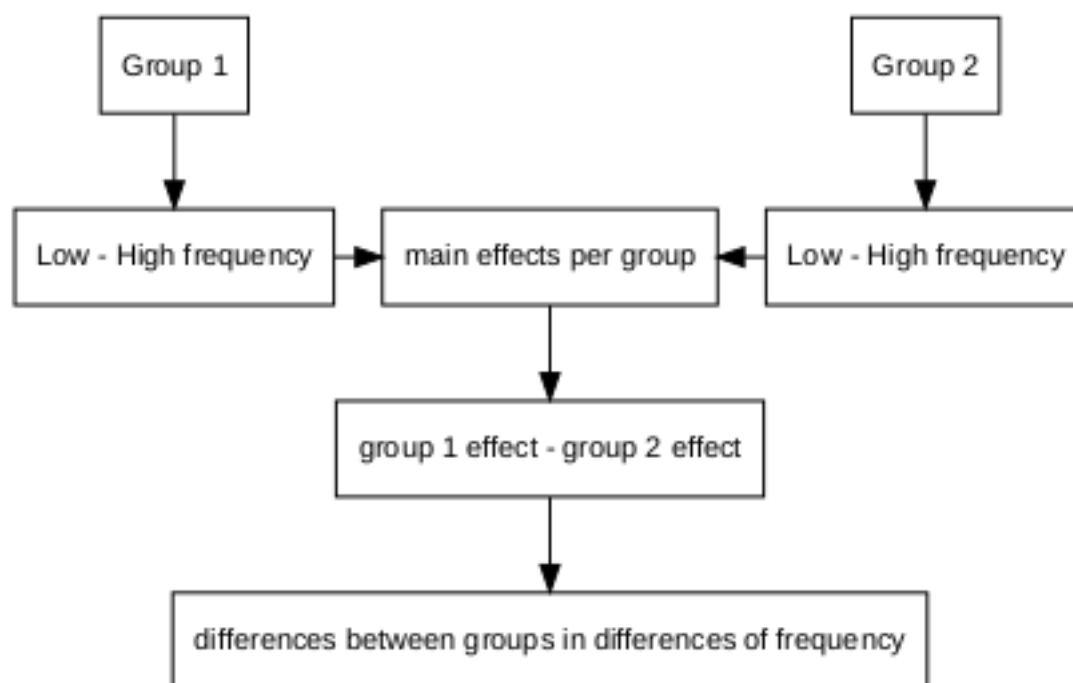 Group 1
Group 2
Low - High frequency
main effects per group
Low - High frequency
group 1 effect - group 2 effect
differences between groups in differences of frequency